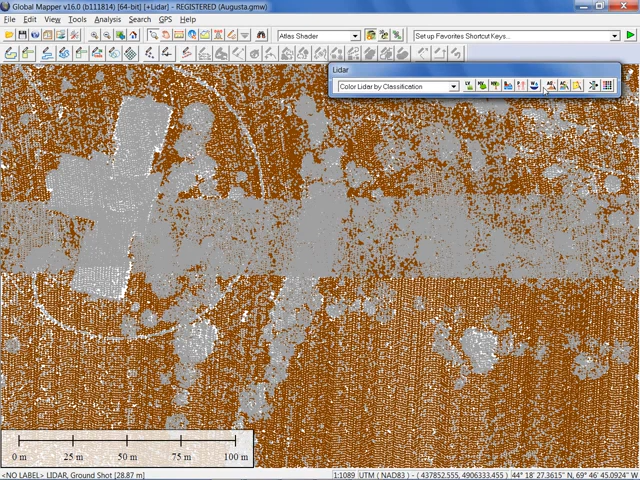 Global Mapper v16.0 (b111814) [64-bit] [+Lidar] - REGISTERED (Augusta.gmw)
File Edit View Tools Analysis Search GPS Help
Atlas Shader
Set up Favorites Shortcut Keys...
Lidar
Color Lidar by Classification
0 m 25 m 50 m 75 m 100 m
<NO LABEL> LIDAR, Ground Shot [28.87 m]
1:1089 UTM (NAD83) - ( 437852.555, 4906333.455) 44° 18' 27.3615" N, 69° 46' 45.0924" W